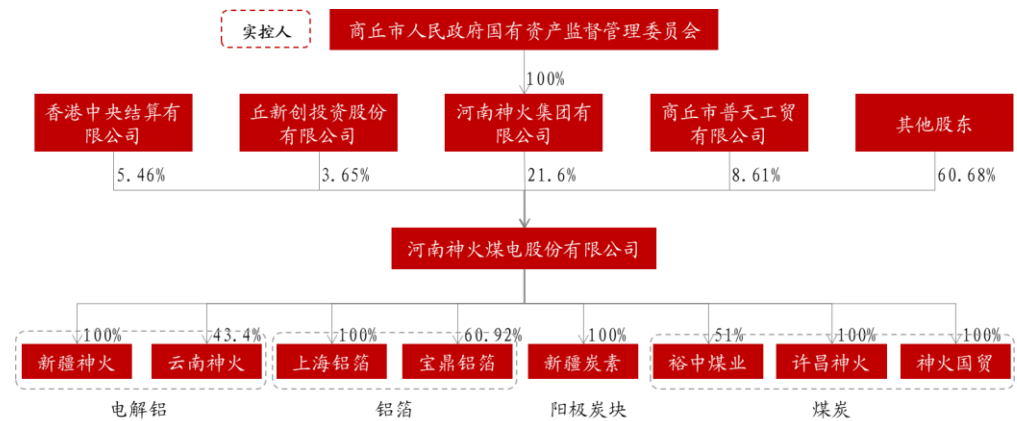 实控人
商丘市人民政府国有资产监督管理委员会
100%
香港中央结算有
限公司
丘新创投资股份
有限公司
河南神火集团有
限公司
商丘市普天工贸
有限公司
其他股东
5.46%
3.65%
21.6%
8.61%
60.68%
河南神火煤电股份有限公司
100%
43.4%
100%
60.92%
100%
51%
100%
100%
新疆神火
云南神火
上海铝箔
宝鼎铝箔
新疆炭素
裕中煤业
许昌神火
神火国贸
电解铝
铝箔
阳极炭块
煤炭